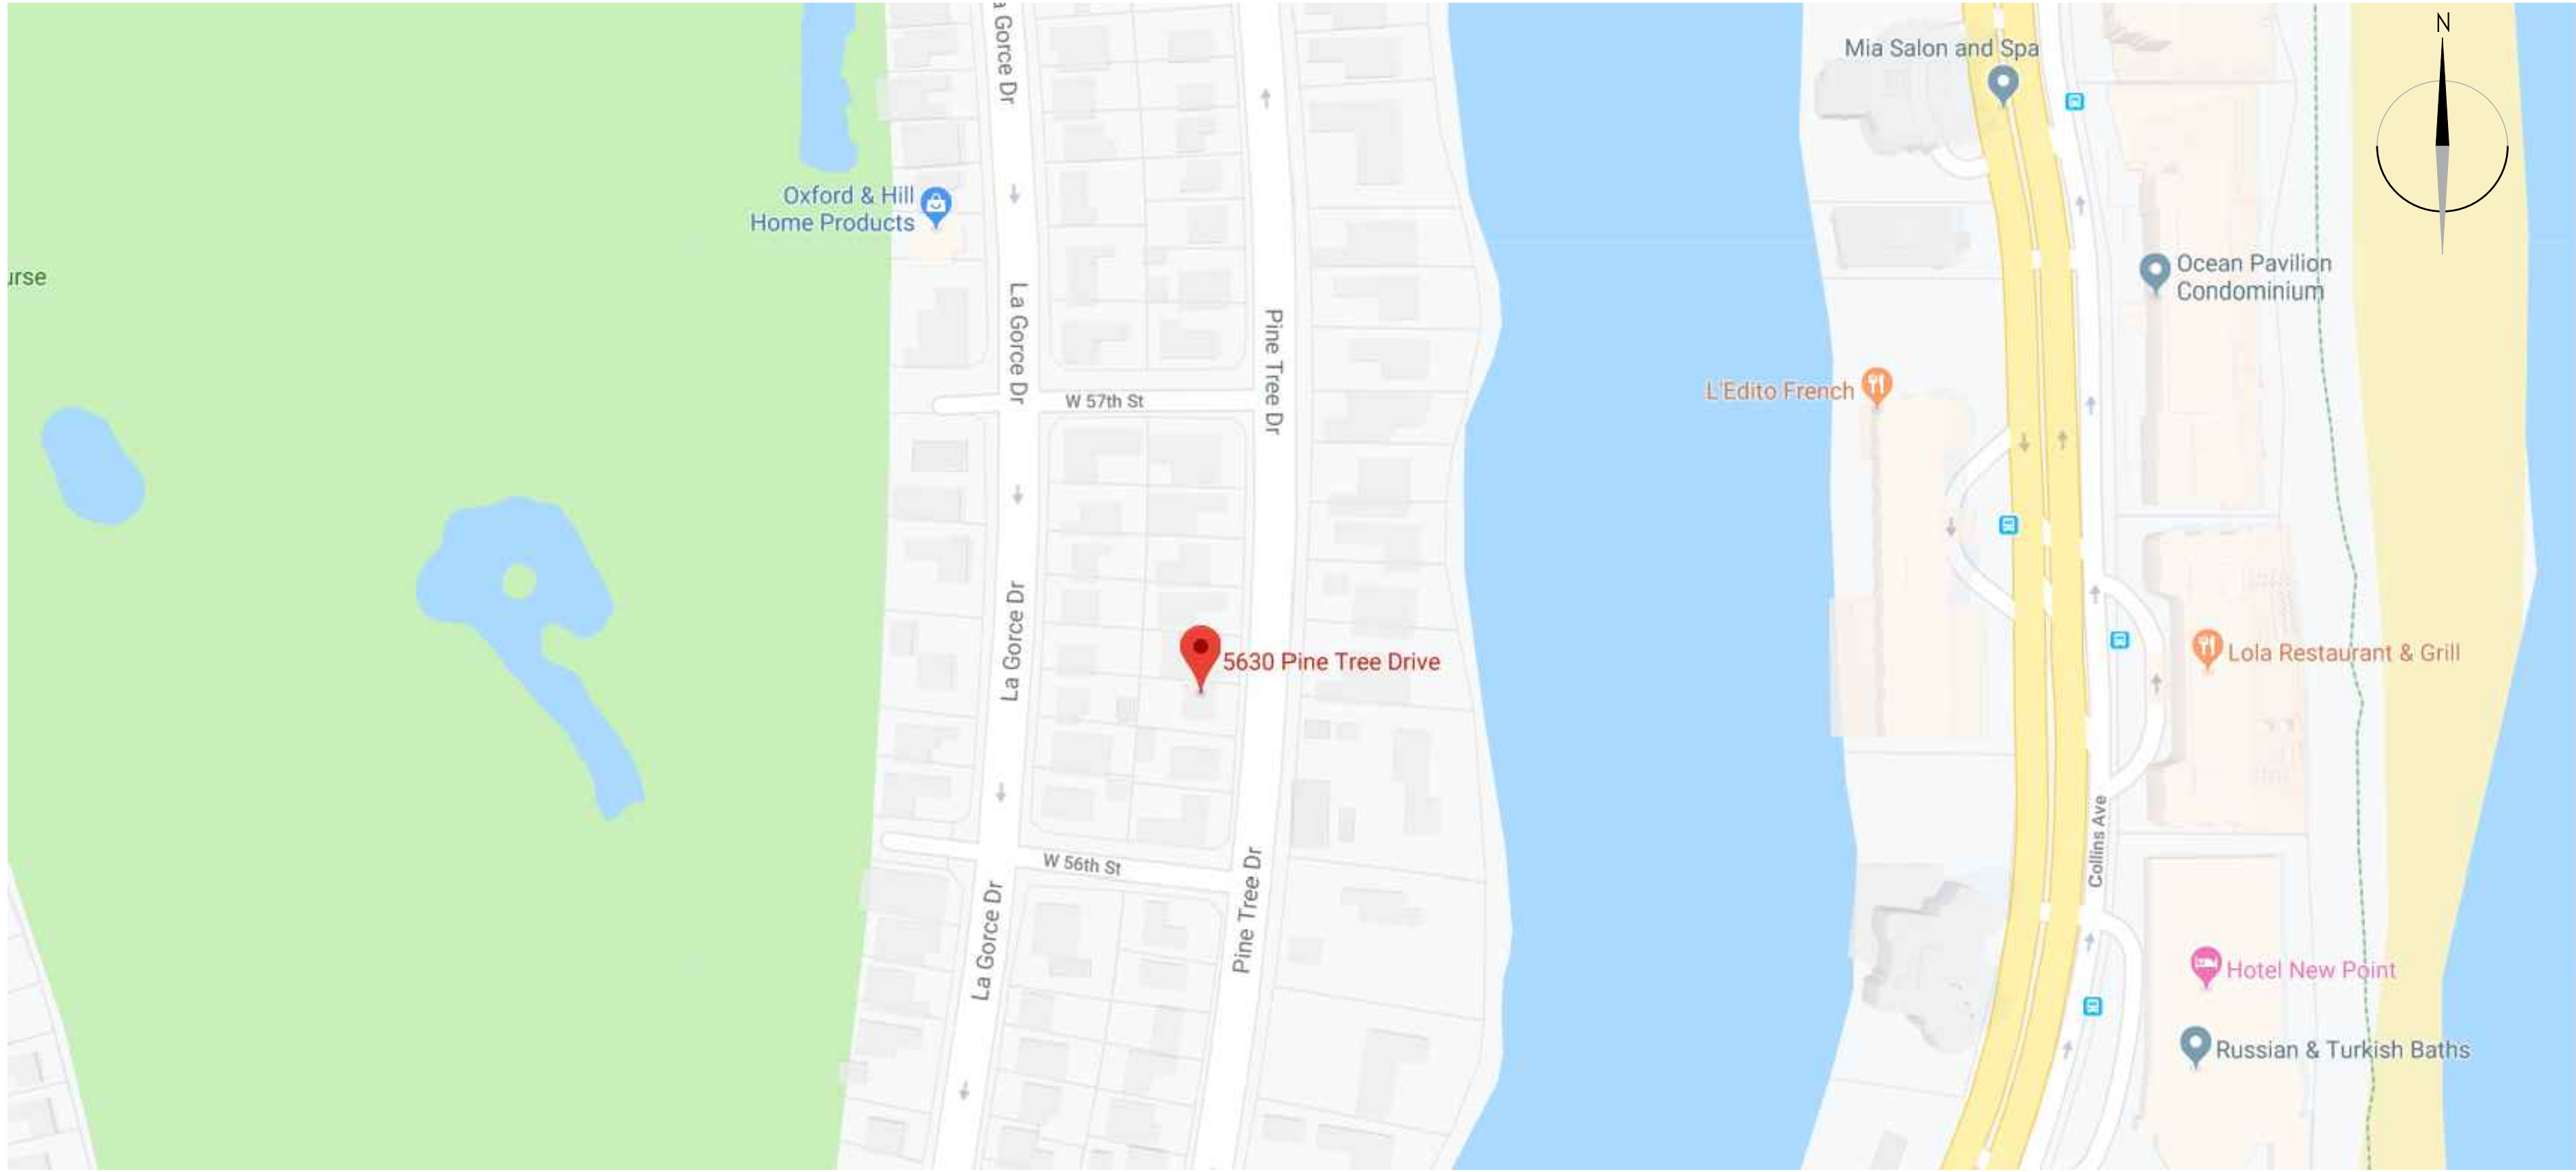 N
a Gorce Dr
Mia Salon and Spa
Oxford & Hill
Home Products
Ocean Pavilion
Condominium
urse
La Gorce Dr
Pine Tree Dr
L'Edito French
W 57th St
La Gorce Dr
5630 Pine Tree Drive
Lola Restaurant & Grill
Collins Ave
W 56th St
La Gorce Dr
Pine Tree Dr
Hotel New Point
Russian & Turkish Baths